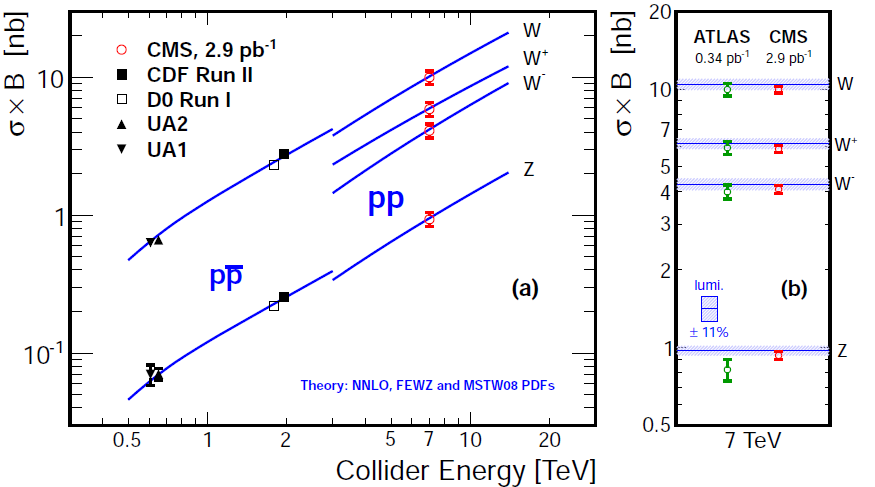 σ × B [nb]
10
1
10⁻¹
CMS, 2.9 pb⁻¹
CDF Run II
D0 Run I
UA2
UA1
W
W⁺
W⁻
Z
pp
pp̅
(a)
Theory: NNLO, FEWZ and MSTW08 PDFs
0.5 1 2 5 7 10 20
Collider Energy [TeV]
σ × B [nb]
20
10
7
5
4
3
2
1
0.5
ATLAS CMS
0.34 pb⁻¹ 2.9 pb⁻¹
W
W⁺
W⁻
lumi.
± 11%
(b)
Z
7 TeV